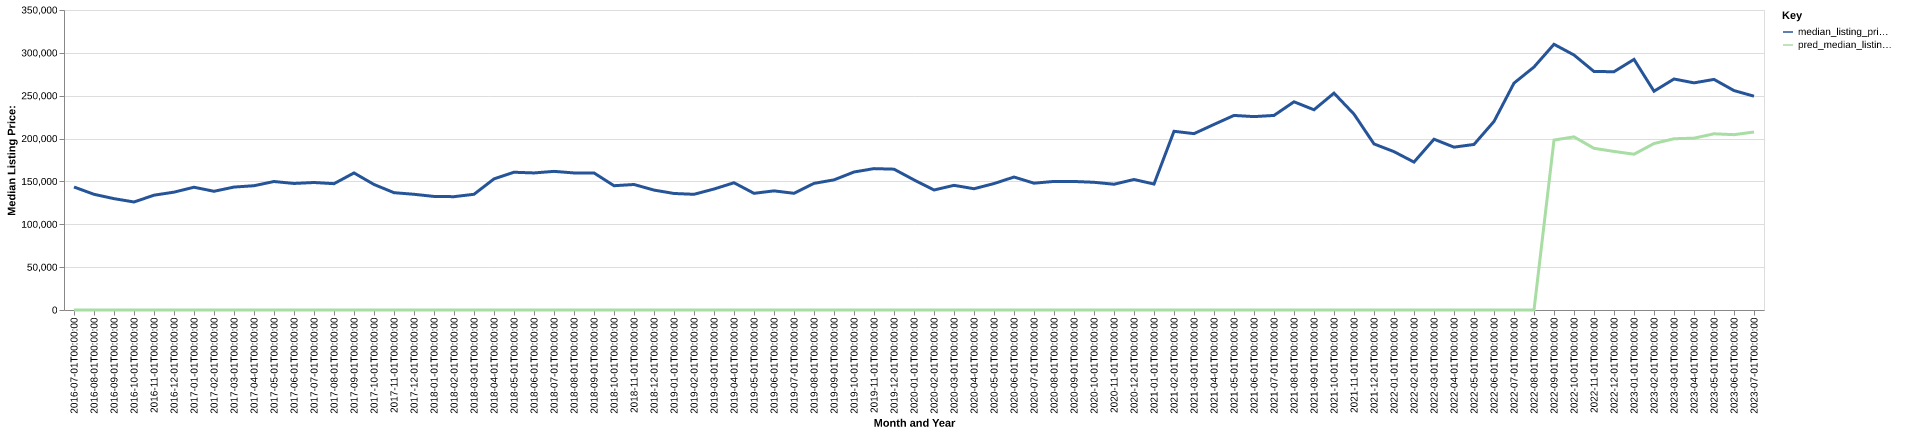 350,000
300,000
250,000
200,000
150,000
100,000
50,000
0
Median Listing Price:
2016-07-01T00:00:00
2016-08-01T00:00:00
2016-09-01T00:00:00
2016-10-01T00:00:00
2016-11-01T00:00:00
2016-12-01T00:00:00
2017-01-01T00:00:00
2017-02-01T00:00:00
2017-03-01T00:00:00
2017-04-01T00:00:00
2017-05-01T00:00:00
2017-06-01T00:00:00
2017-07-01T00:00:00
2017-08-01T00:00:00
2017-09-01T00:00:00
2017-10-01T00:00:00
2017-11-01T00:00:00
2017-12-01T00:00:00
2018-01-01T00:00:00
2018-02-01T00:00:00
2018-03-01T00:00:00
2018-04-01T00:00:00
2018-05-01T00:00:00
2018-06-01T00:00:00
2018-07-01T00:00:00
2018-08-01T00:00:00
2018-09-01T00:00:00
2018-10-01T00:00:00
2018-11-01T00:00:00
2018-12-01T00:00:00
2019-01-01T00:00:00
2019-02-01T00:00:00
2019-03-01T00:00:00
2019-04-01T00:00:00
2019-05-01T00:00:00
2019-06-01T00:00:00
2019-07-01T00:00:00
2019-08-01T00:00:00
2019-09-01T00:00:00
2019-10-01T00:00:00
2019-11-01T00:00:00
2019-12-01T00:00:00
2020-01-01T00:00:00
2020-02-01T00:00:00
2020-03-01T00:00:00
2020-04-01T00:00:00
2020-05-01T00:00:00
2020-06-01T00:00:00
2020-07-01T00:00:00
2020-08-01T00:00:00
2020-09-01T00:00:00
2020-10-01T00:00:00
2020-11-01T00:00:00
2020-12-01T00:00:00
2021-01-01T00:00:00
2021-02-01T00:00:00
2021-03-01T00:00:00
2021-04-01T00:00:00
2021-05-01T00:00:00
2021-06-01T00:00:00
2021-07-01T00:00:00
2021-08-01T00:00:00
2021-09-01T00:00:00
2021-10-01T00:00:00
2021-11-01T00:00:00
2021-12-01T00:00:00
2022-01-01T00:00:00
2022-02-01T00:00:00
2022-03-01T00:00:00
2022-04-01T00:00:00
2022-05-01T00:00:00
2022-06-01T00:00:00
2022-07-01T00:00:00
2022-08-01T00:00:00
2022-09-01T00:00:00
2022-10-01T00:00:00
2022-11-01T00:00:00
2022-12-01T00:00:00
2023-01-01T00:00:00
2023-02-01T00:00:00
2023-03-01T00:00:00
2023-04-01T00:00:00
2023-05-01T00:00:00
2023-06-01T00:00:00
2023-07-01T00:00:00
Month and Year
Key
median_listing_pri…
pred_median_listin…